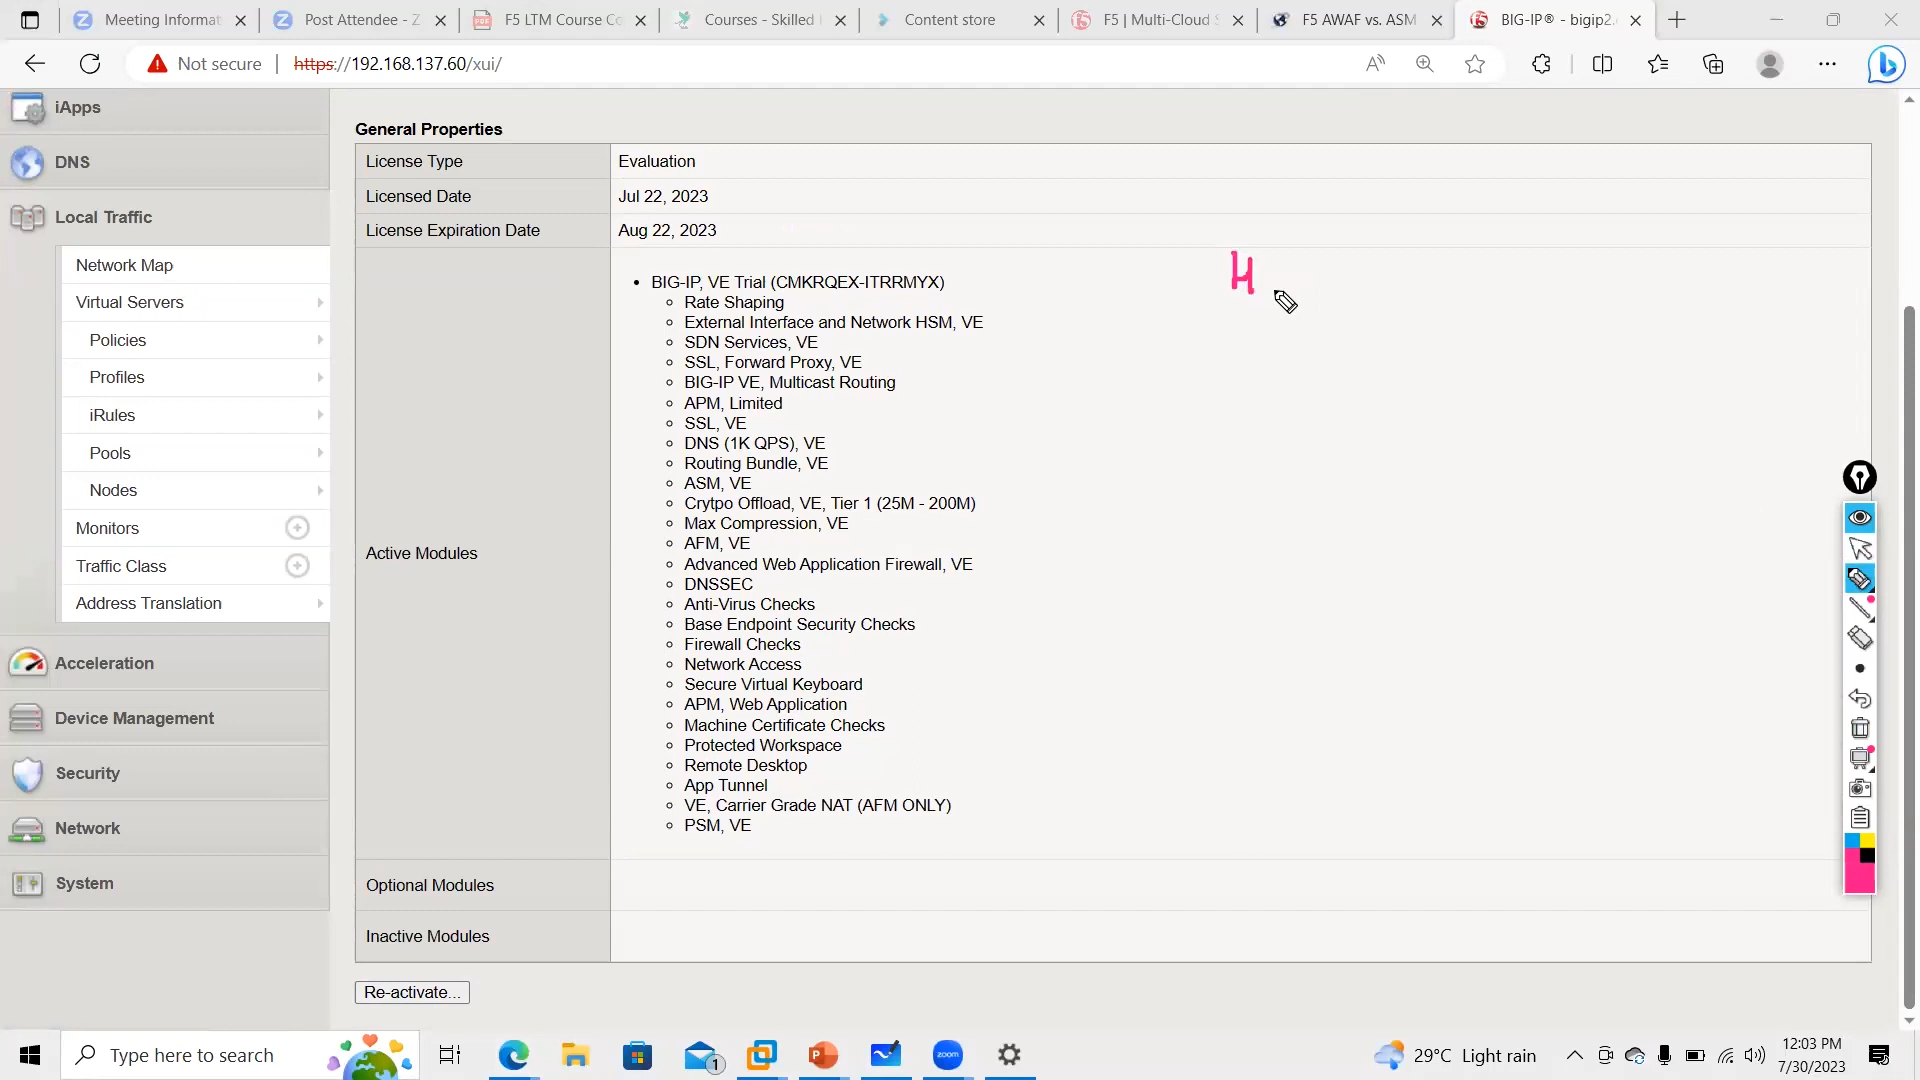 Meeting Informat
Post Attendee - Z
F5 LTM Course Co
Courses - Skilled
Content store
F5 | Multi-Cloud S
F5 AWAF vs. ASM
BIG-IP® - bigip2.
Not secure
https://192.168.137.60/xui/
iApps
DNS
Local Traffic
Network Map
Virtual Servers
Policies
Profiles
iRules
Pools
Nodes
Monitors
Traffic Class
Address Translation
Acceleration
Device Management
Security
Network
System
General Properties
License Type Evaluation
Licensed Date Jul 22, 2023
License Expiration Date Aug 22, 2023
Active Modules
BIG-IP, VE Trial (CMKRQEX-ITRRMYX)
Rate Shaping
External Interface and Network HSM, VE
SDN Services, VE
SSL, Forward Proxy, VE
BIG-IP VE, Multicast Routing
APM, Limited
SSL, VE
DNS (1K QPS), VE
Routing Bundle, VE
ASM, VE
Crytpo Offload, VE, Tier 1 (25M - 200M)
Max Compression, VE
AFM, VE
Advanced Web Application Firewall, VE
DNSSEC
Anti-Virus Checks
Base Endpoint Security Checks
Firewall Checks
Network Access
Secure Virtual Keyboard
APM, Web Application
Machine Certificate Checks
Protected Workspace
Remote Desktop
App Tunnel
VE, Carrier Grade NAT (AFM ONLY)
PSM, VE
Optional Modules
Inactive Modules
Re-activate...
Type here to search
1
zoom
29°C Light rain
12:03 PM
7/30/2023